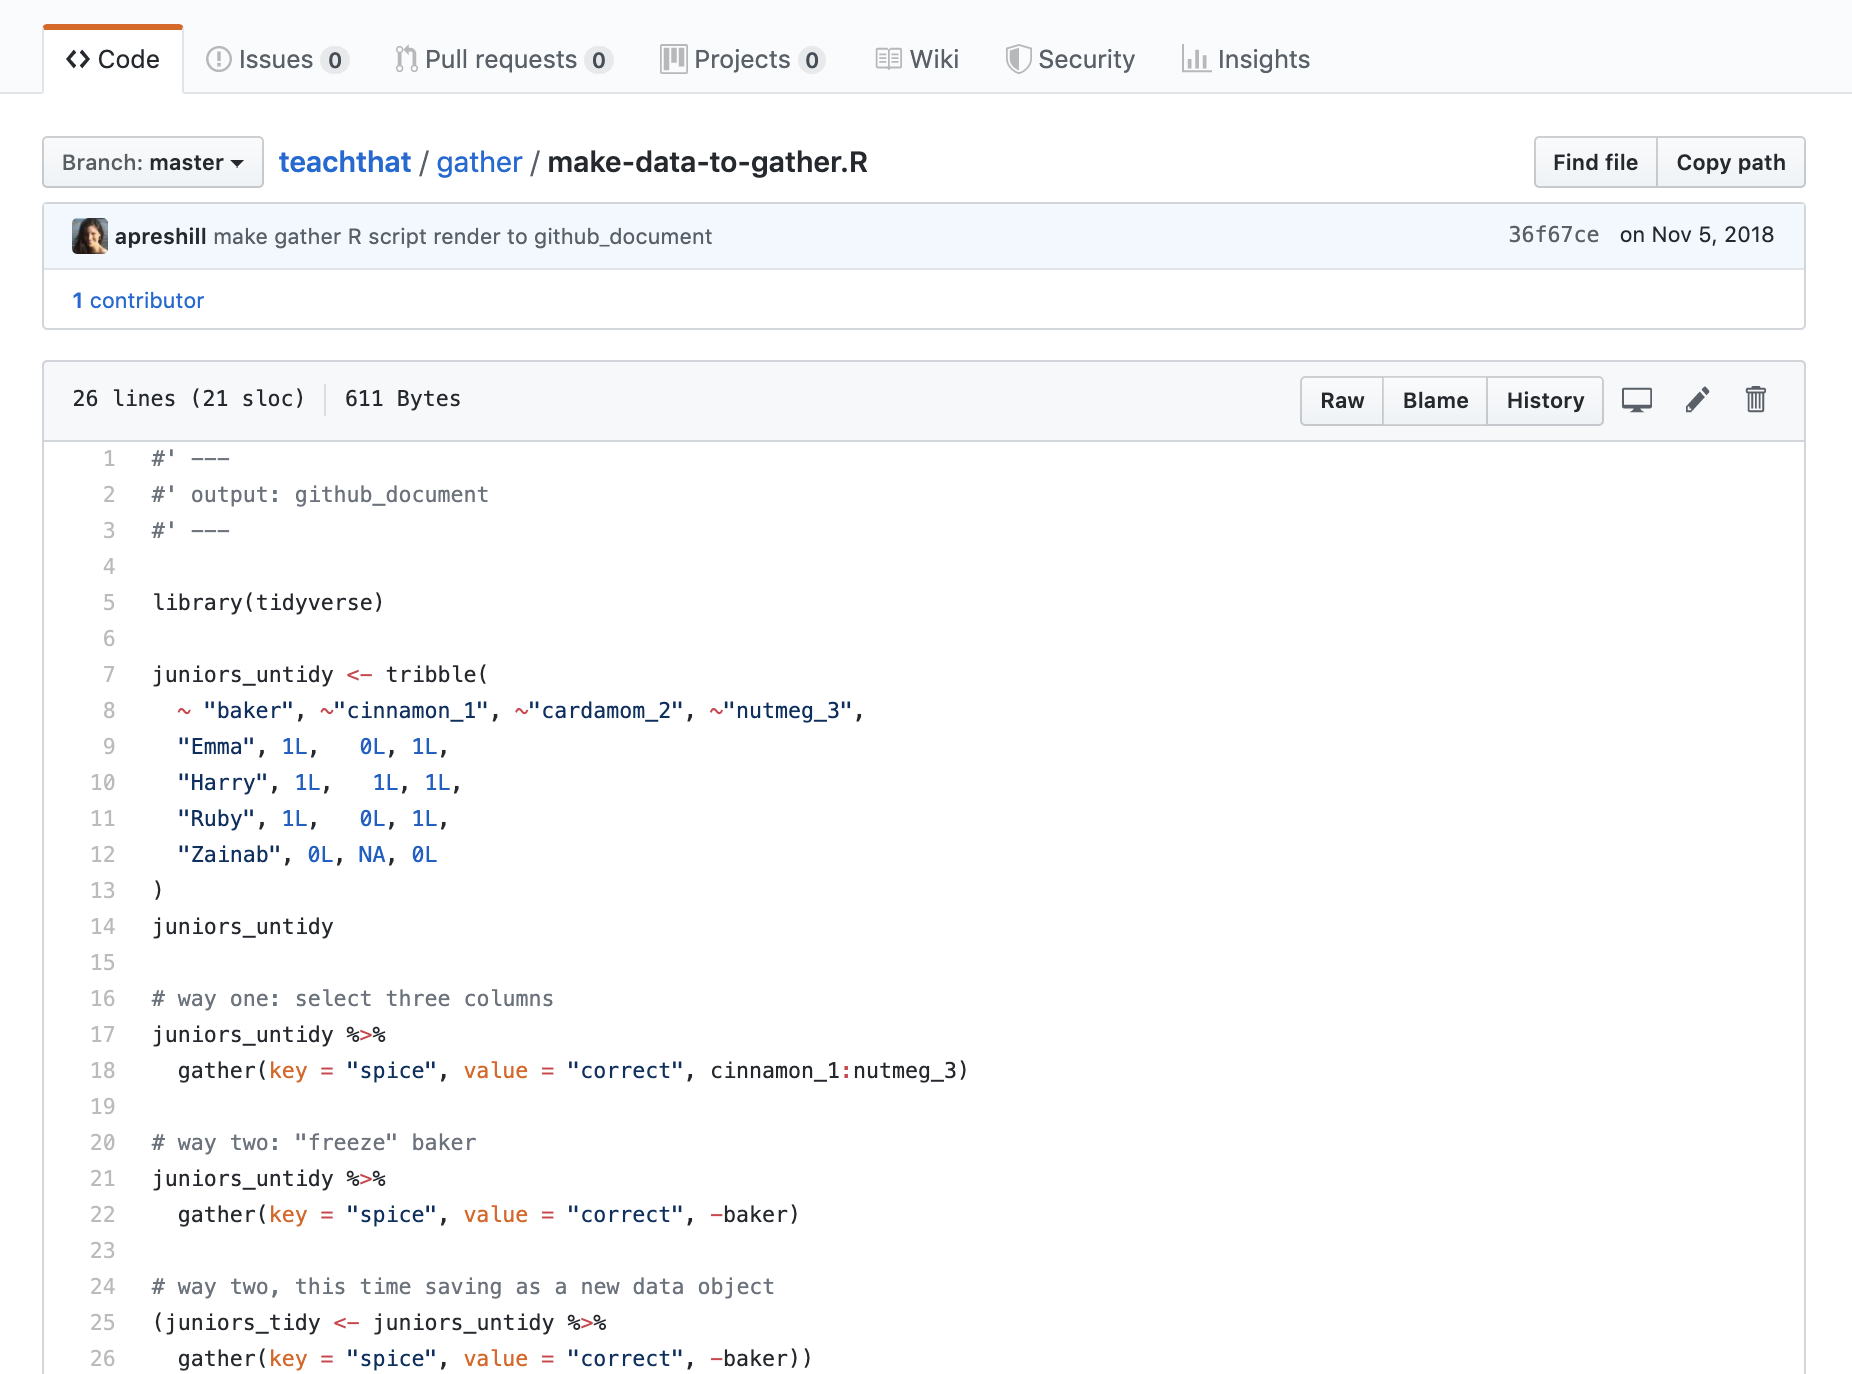 Code Issues 0 Pull requests 0 Projects 0 Wiki Security Insights
Branch: master teachthat / gather / make-data-to-gather.R Find file Copy path
apreshill make gather R script render to github_document 36f67ce on Nov 5, 2018
1 contributor
26 lines (21 sloc) 611 Bytes Raw Blame History
1 #' ---
2 #' output: github_document
3 #' ---
4
5 library(tidyverse)
6
7 juniors_untidy <- tribble(
8   ~ "baker", ~"cinnamon_1", ~"cardamom_2", ~"nutmeg_3",
9   "Emma", 1L,   0L, 1L,
10   "Harry", 1L,   1L, 1L,
11   "Ruby", 1L,   0L, 1L,
12   "Zainab", 0L, NA, 0L
13 )
14 juniors_untidy
15
16 # way one: select three columns
17 juniors_untidy %>%
18   gather(key = "spice", value = "correct", cinnamon_1:nutmeg_3)
19
20 # way two: "freeze" baker
21 juniors_untidy %>%
22   gather(key = "spice", value = "correct", -baker)
23
24 # way two, this time saving as a new data object
25 (juniors_tidy <- juniors_untidy %>%
26   gather(key = "spice", value = "correct", -baker))